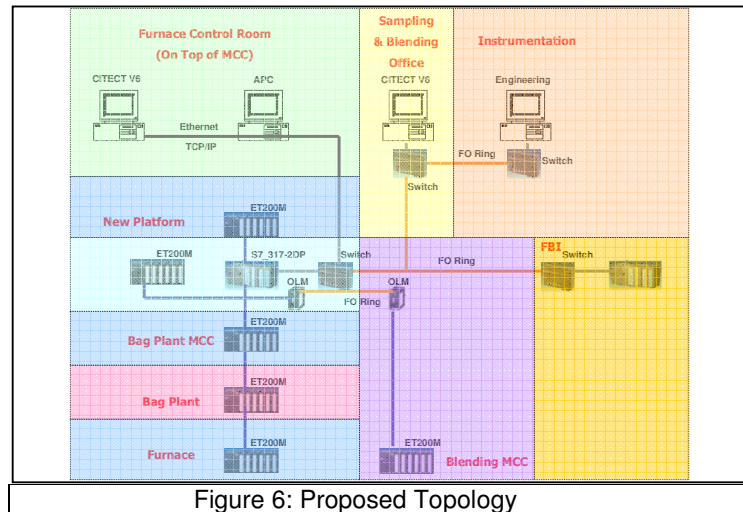 Furnace Control Room
(On Top of MCC)
Sampling
& Blending
Office
Instrumentation
CITECT V6
APC
CITECT V6
Engineering
Ethernet
TCP/IP
FO Ring
Switch
Switch
ET200M
New Platform
ET200M
S7_317-2DP
Switch
FO Ring
FBI
Switch
OLM
FO Ring
OLM
ET200M
Bag Plant MCC
ET200M
Bag Plant
ET200M
Furnace
ET200M
Blending MCC
Figure 6: Proposed Topology